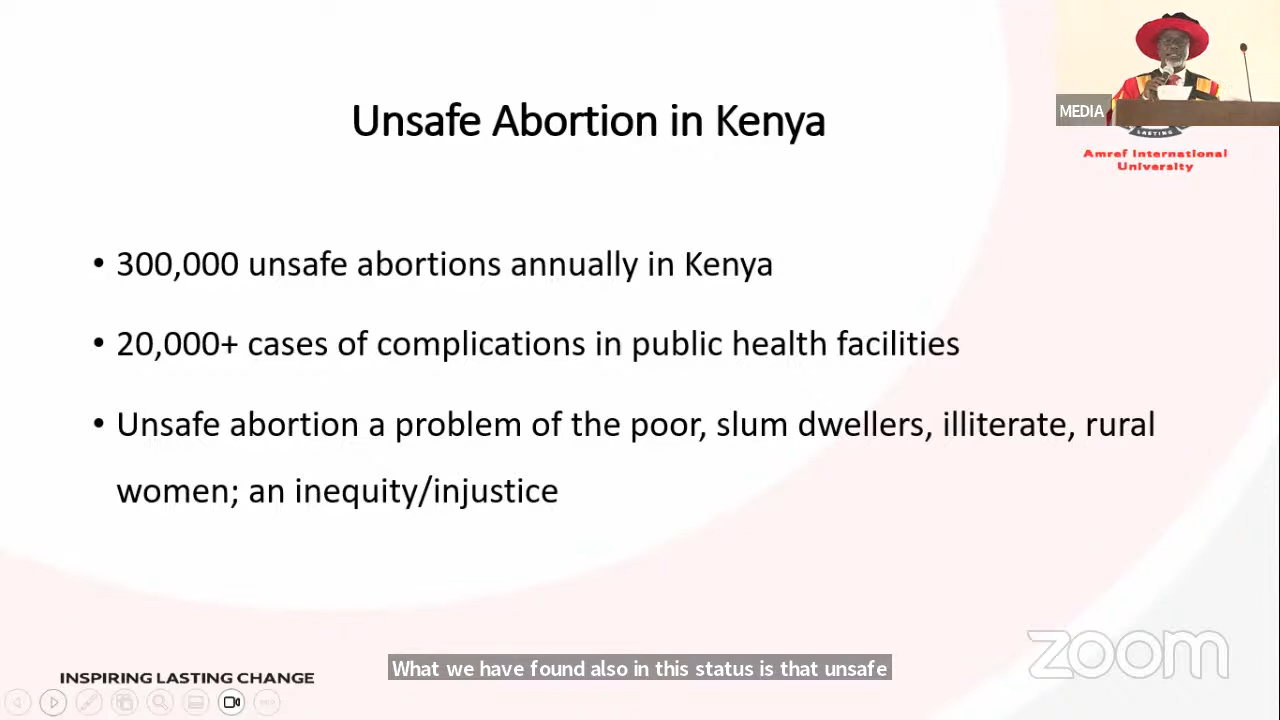 Unsafe Abortion in Kenya
MEDIA
LASTING
Amref International
University
• 300,000 unsafe abortions annually in Kenya
• 20,000+ cases of complications in public health facilities
• Unsafe abortion a problem of the poor, slum dwellers, illiterate, rural
women; an inequity/injustice
zoom
What we have found also in this status is that unsafe
INSPIRING LASTING CHANGE